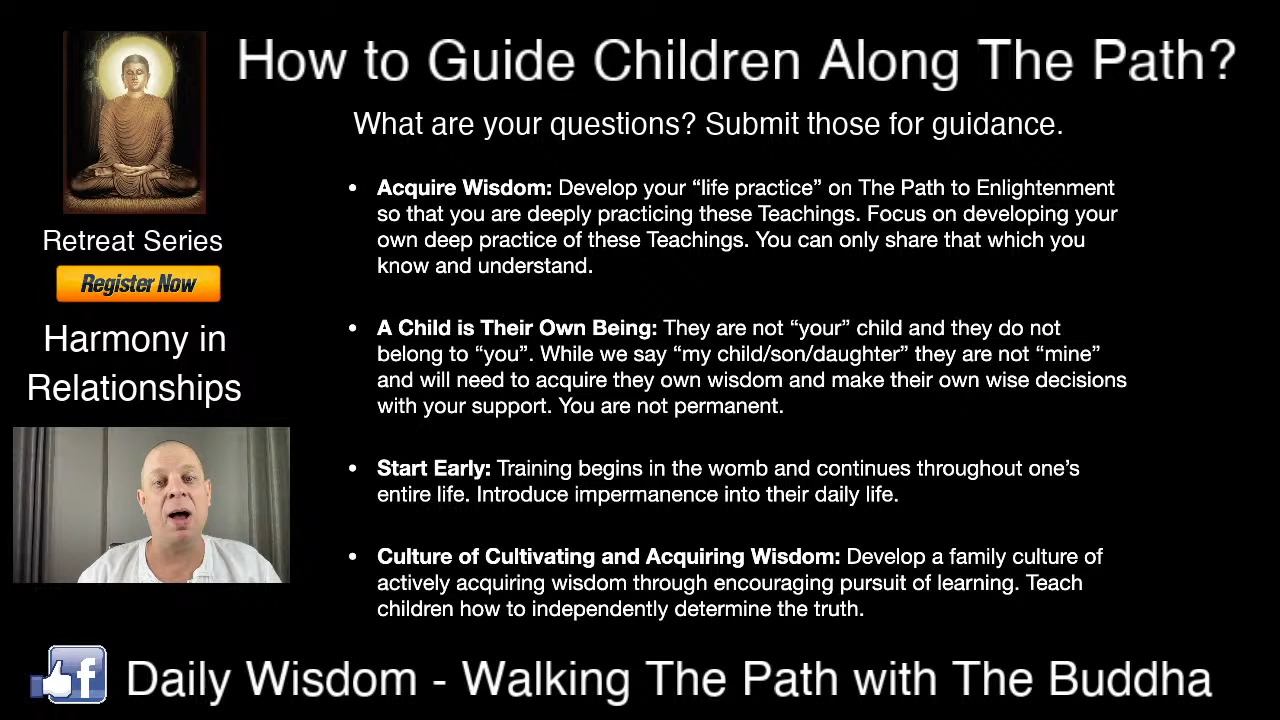 How to Guide Children Along The Path?
What are your questions? Submit those for guidance.
Retreat Series
Register Now
Harmony in
Relationships
• Acquire Wisdom: Develop your “life practice” on The Path to Enlightenment
so that you are deeply practicing these Teachings. Focus on developing your
own deep practice of these Teachings. You can only share that which you
know and understand.
• A Child is Their Own Being: They are not “your” child and they do not
belong to “you”. While we say “my child/son/daughter” they are not “mine”
and will need to acquire they own wisdom and make their own wise decisions
with your support. You are not permanent.
• Start Early: Training begins in the womb and continues throughout one’s
entire life. Introduce impermanence into their daily life.
• Culture of Cultivating and Acquiring Wisdom: Develop a family culture of
actively acquiring wisdom through encouraging pursuit of learning. Teach
children how to independently determine the truth.
f
Daily Wisdom - Walking The Path with The Buddha